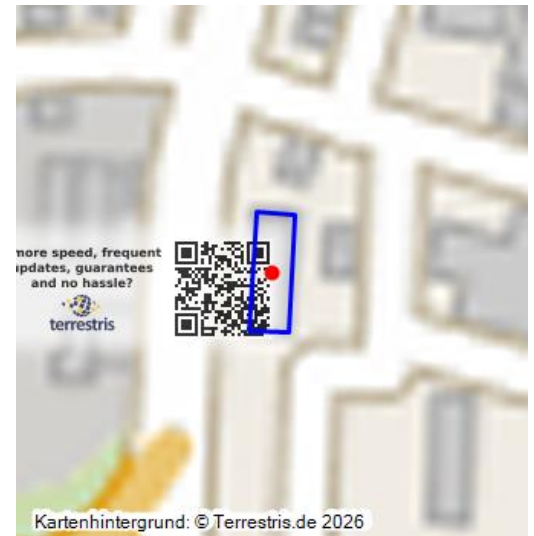 more speed, frequent
updates, guarantees
and no hassle?
terrestris
Kartenhintergrund: © Terrestris.de 2026